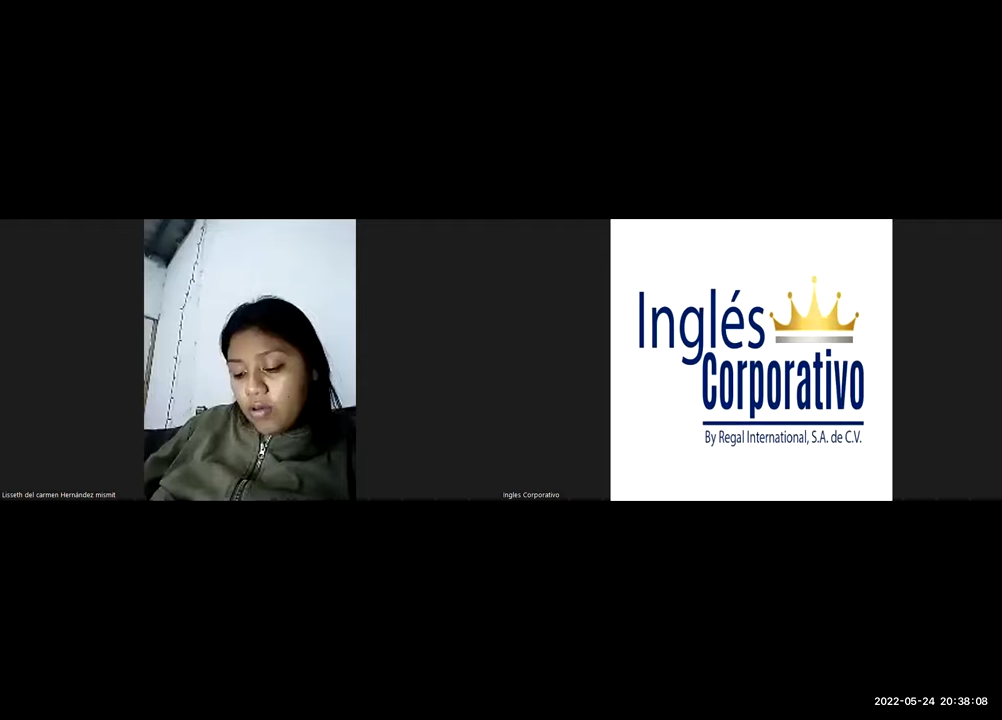 Inglés
Corporativo
By Regal International, S.A. de C.V.
Lisseth del carmen Hernández mismit
Ingles Corporativo
2022-05-24 20:38:08